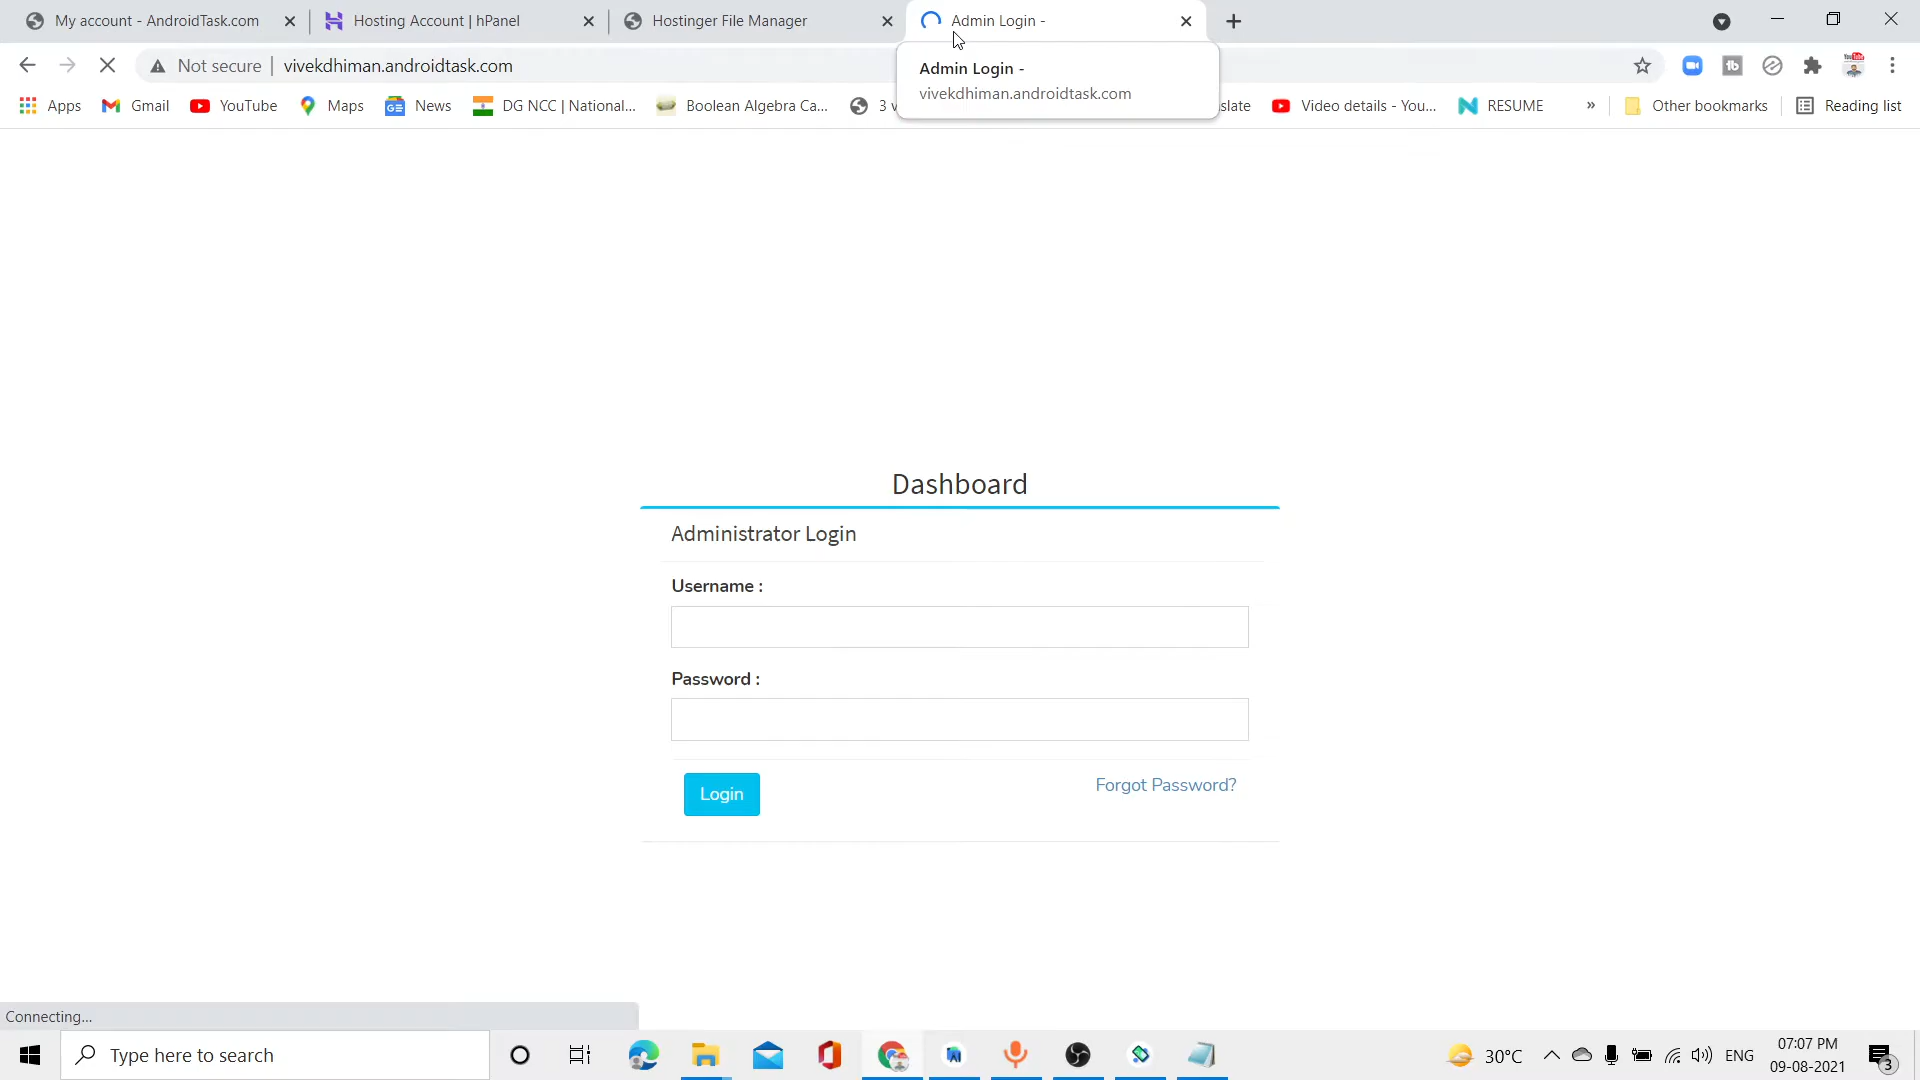 My account - AndroidTask.com
Hosting Account | hPanel
Hostinger File Manager
Admin Login -
Not secure | vivekdhiman.androidtask.com
Admin Login -
vivekdhiman.androidtask.com
Apps
Gmail
YouTube
Maps
News
DG NCC | National...
Boolean Algebra Ca...
3 v
slate
Video details - You...
RESUME
»
Other bookmarks
Reading list
Dashboard
Administrator Login
Username :
Password :
Login
Forgot Password?
Connecting...
Type here to search
30°C
ENG
07:07 PM
09-08-2021
3